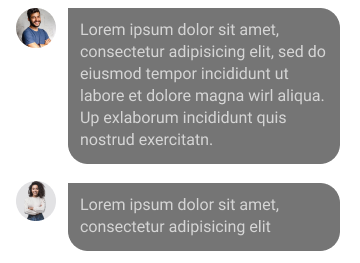 Lorem ipsum dolor sit amet,
consectetur adipisicing elit, sed do
eiusmod tempor incididunt ut
labore et dolore magna wirl aliqua.
Up exlaborum incididunt quis
nostrud exercitatn.
Lorem ipsum dolor sit amet,
consectetur adipisicing elit